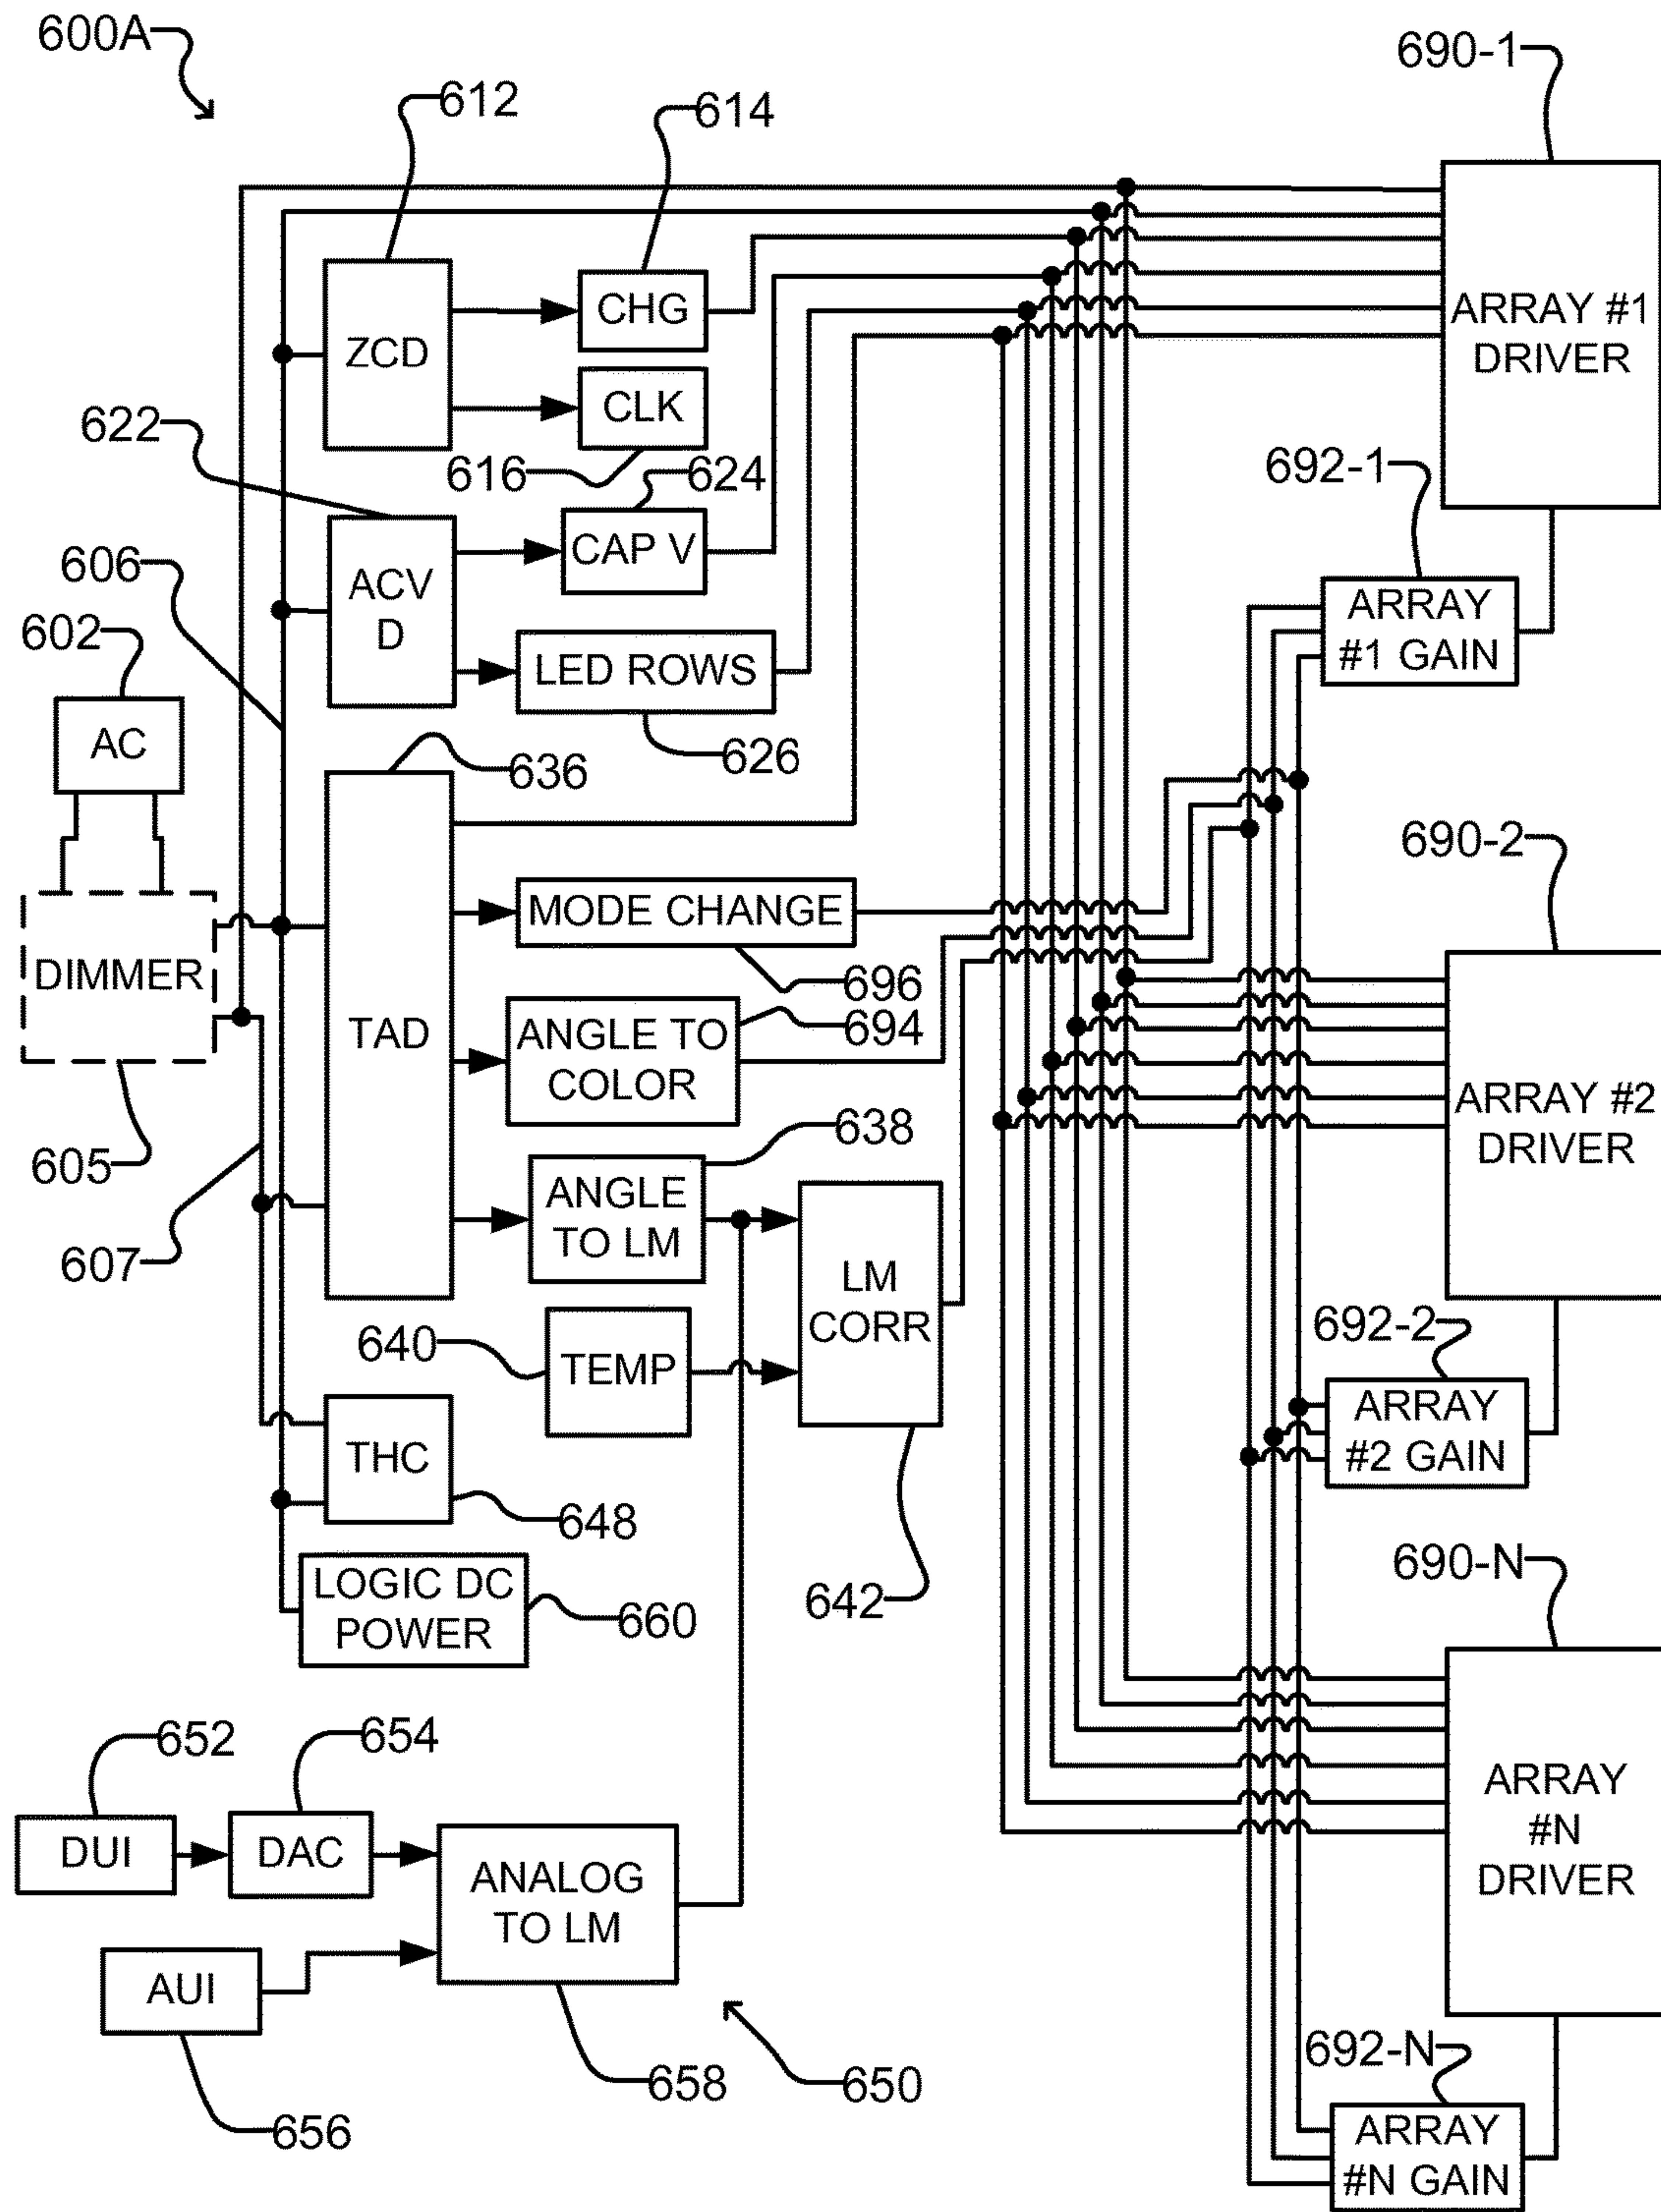 600A
690-1
612
614
CHG
ZCD
ARRAY #1
DRIVER
CLK
622
616
624
692-1
CAP V
606
ACV
D
ARRAY
#1 GAIN
602
LED ROWS
AC
626
636
690-2
MODE CHANGE
DIMMER
696
TAD
694
ANGLE TO
COLOR
ARRAY #2
DRIVER
638
605
ANGLE
TO LM
607
LM
CORR
640
TEMP
692-2
ARRAY
#2 GAIN
THC
648
690-N
LOGIC DC
POWER
660
642
652
654
ARRAY
#N
DRIVER
DUI
DAC
ANALOG
TO LM
AUI
692-N
658
650
656
ARRAY
#N GAIN